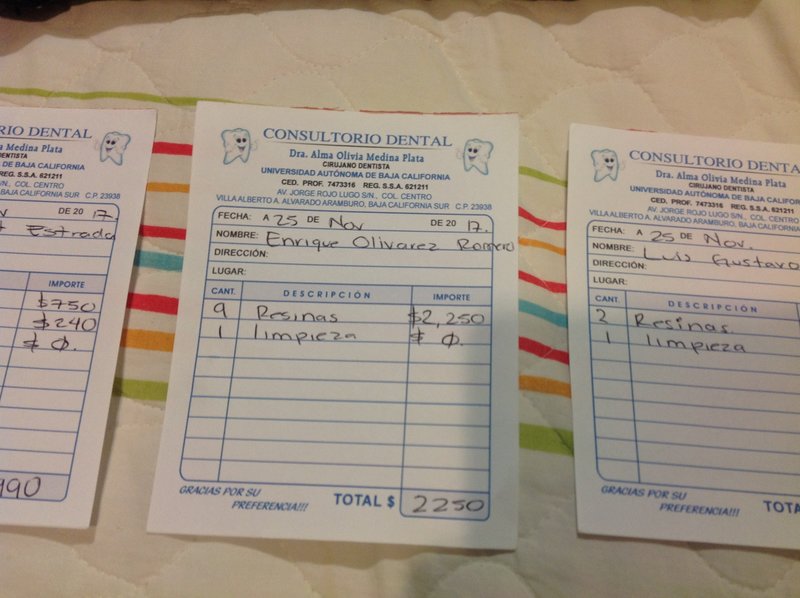 RIO DENTAL
Medina Plata
DENTISTA
DE BAJA CALIFORNIA
REG. S.S.A. 621211
S/N., COL. CENTRO
BAJA CALIFORNIA SUR C.P. 23938
ov DE 20 17
Estrada
IMPORTE
$750
$240
$ 0.
990
CONSULTORIO DENTAL
Dra. Alma Olivia Medina Plata
CIRUJANO DENTISTA
UNIVERSIDAD AUTÓNOMA DE BAJA CALIFORNIA
CED. PROF. 7473316 REG. S.S.A. 621211
AV. JORGE ROJO LUGO S/N., COL. CENTRO
VILLA ALBERTO A. ALVARADO ARAMBURO, BAJA CALIFORNIA SUR C.P. 23938
FECHA: A 25 DE Nov DE 20 17.
NOMBRE: Enrique Olivarez Romero
DIRECCIÓN:
LUGAR:
CANT. DESCRIPCIÓN IMPORTE
9 Resinas $2,250
1 limpieza $ 0.
GRACIAS POR SU
PREFERENCIA!!! TOTAL $ 2250
CONSULTORIO DENTA
Dra. Alma Olivia Medina Plata
CIRUJANO DENTISTA
UNIVERSIDAD AUTÓNOMA DE BAJA CALIFORNI
CED. PROF. 7473316 REG. S.S.A. 621211
AV. JORGE ROJO LUGO S/N., COL. CENTRO
VILLA ALBERTO A. ALVARADO ARAMBURO, BAJA CALIFORNIA
FECHA: A 25 DE Nov.
NOMBRE: Luis Gustavo
DIRECCIÓN:
LUGAR:
CANT. DESCRIPCIÓN
2 Resinas
1 limpieza
GRACIAS POR SU
PREFERENCIA!!! TOTA